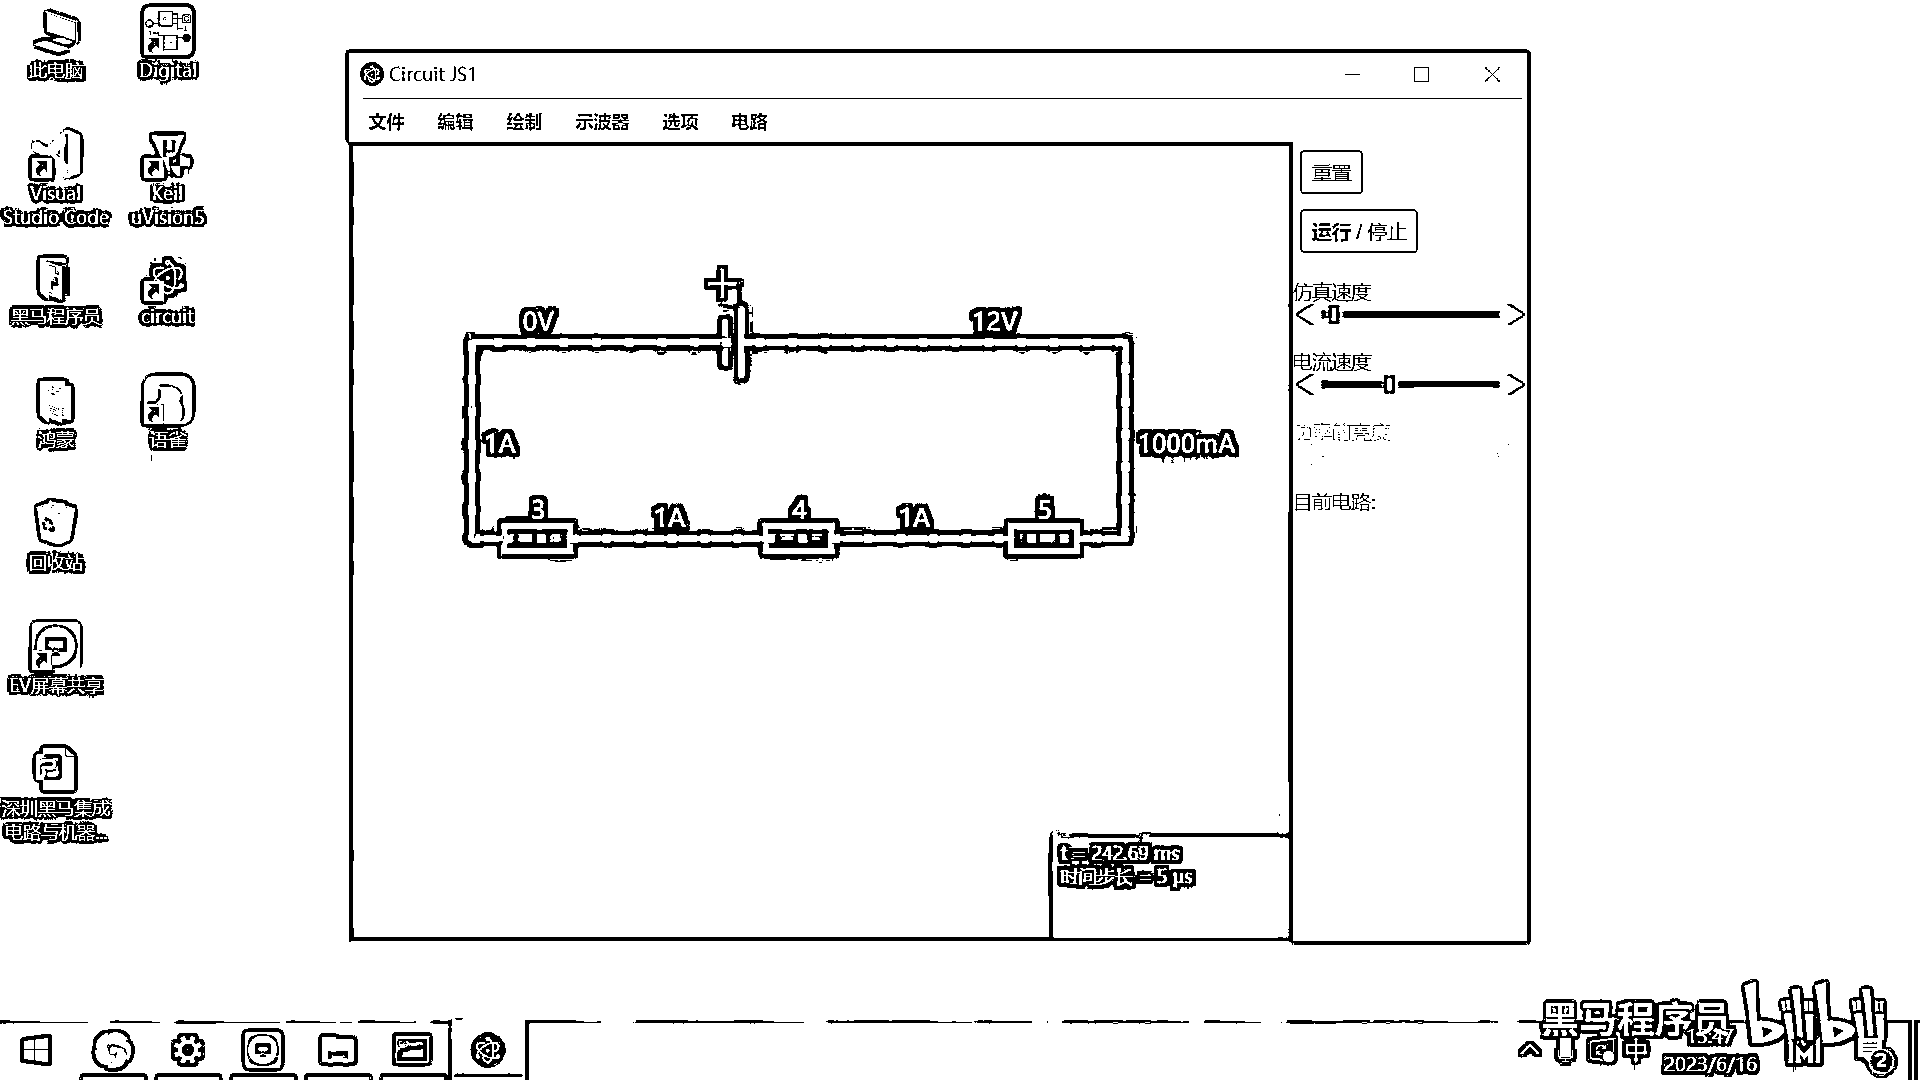 此电脑
Digital
Visual
Studio Code
Keil
uVision5
黑马程序员
circuit
鸿蒙
语雀
回收站
EV屏幕共享
深圳黑马集成
电路与机器...
Circuit JS1
文件 编辑 绘制 示波器 选项 电路
重置
运行 / 停止
仿真速度
电流速度
功率的亮度
目前电路:
0V
+
12V
1A
1000mA
3
1A
4
1A
5
t = 242.69 ms
时间步长 = 5 µs
黑马程序员
bilibili
中
15:47
2023/6/16
2